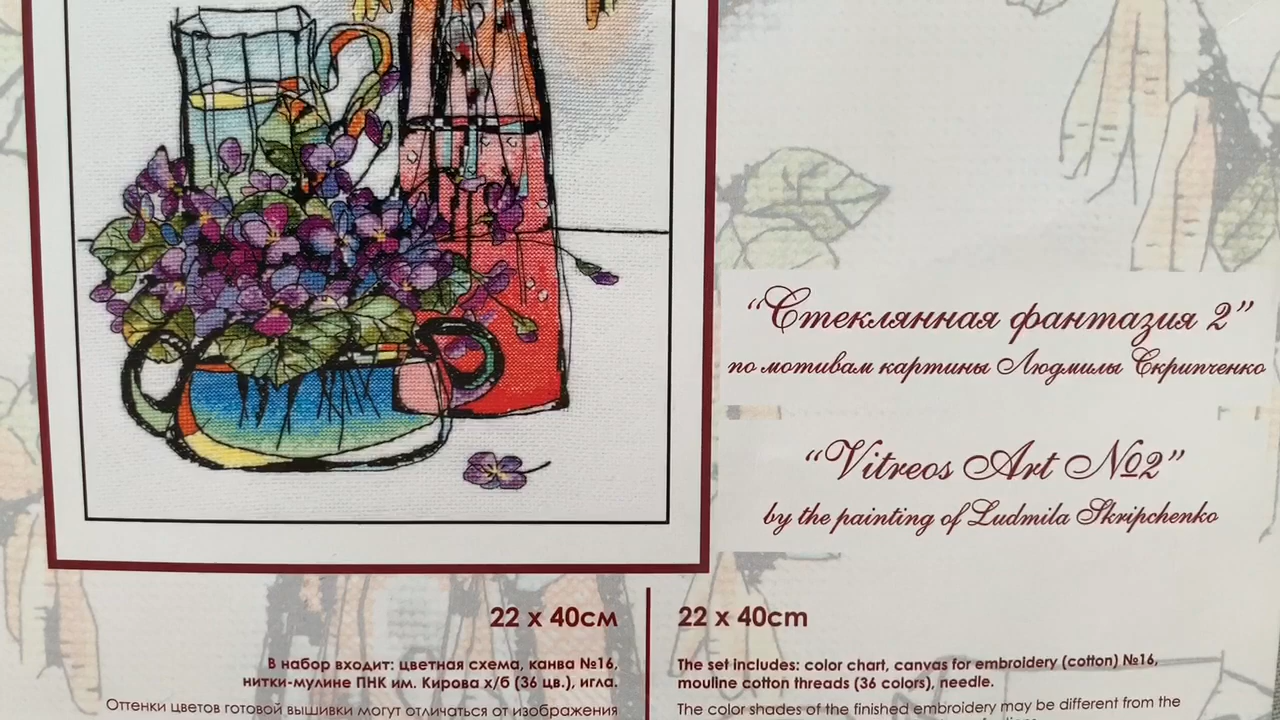 “Стеклянная фантазия 2”
по мотивам картины Людмилы Скрипченко
“Vitreos Art №2”
by the painting of Ludmila Skripchenko
22 x 40см
В набор входит: цветная схема, канва №16,
нитки-мулине ПНК им. Кирова х/б (36 цв.), игла.
Оттенки цветов готовой вышивки могут отличаться от изображения
22 x 40cm
The set includes: color chart, canvas for embroidery (cotton) №16,
mouline cotton threads (36 colors), needle.
The color shades of the finished embroidery may be different from the